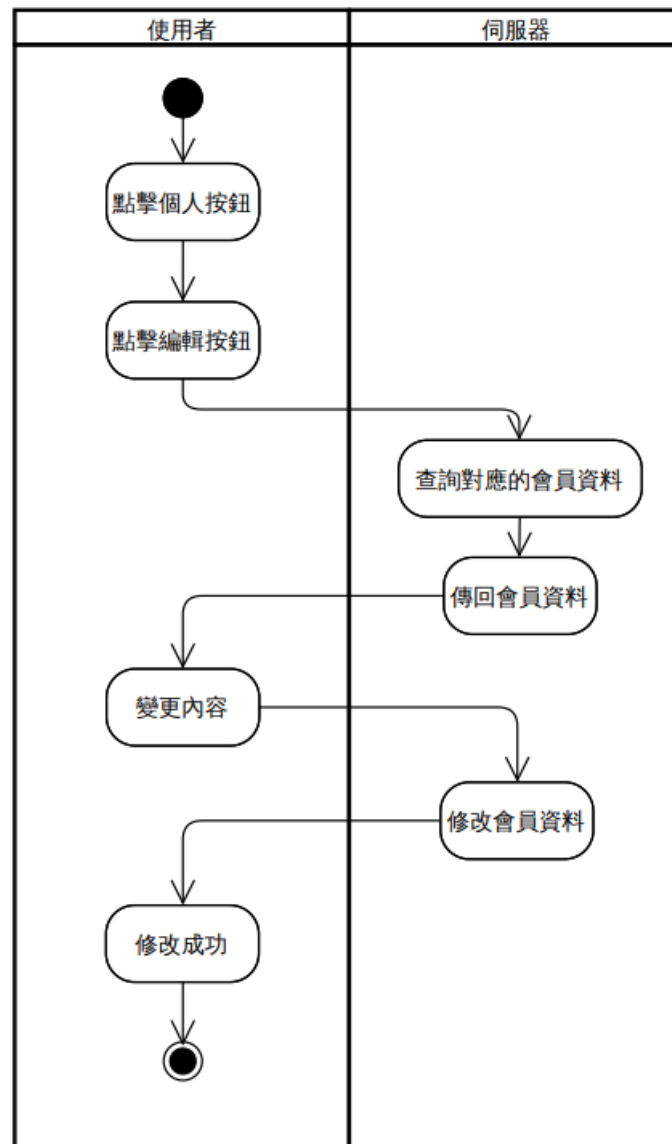 使用者
伺服器
點擊個人按鈕
點擊編輯按鈕
查詢對應的會員資料
傳回會員資料
變更內容
修改會員資料
修改成功